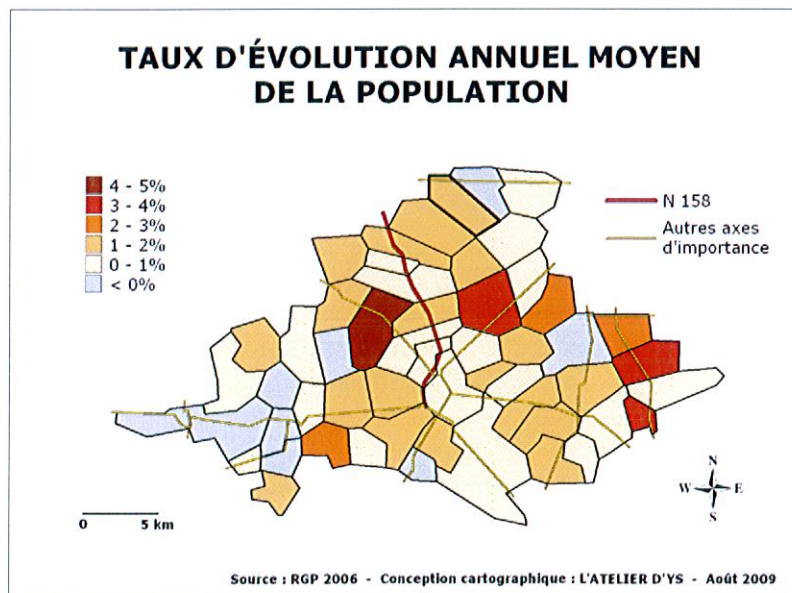 TAUX D'ÉVOLUTION ANNUEL MOYEN
DE LA POPULATION
4 - 5%
3 - 4%
2 - 3%
1 - 2%
0 - 1%
< 0%
N 158
Autres axes
d'importance
N
W E
S
0 5 km
Source : RGP 2006 - Conception cartographique : L'ATELIER D'YS - Août 2009